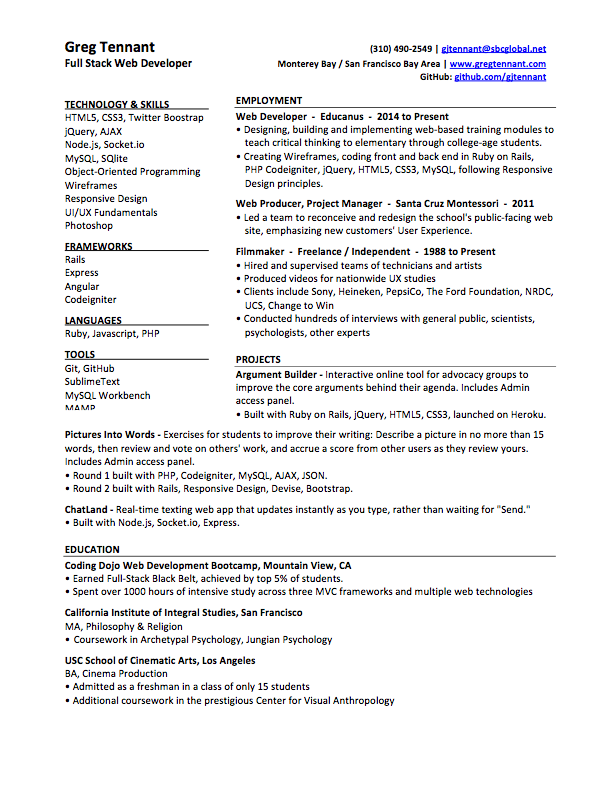 Greg Tennant
Full Stack Web Developer
(310) 490-2549 | gjtennant@sbcglobal.net
Monterey Bay / San Francisco Bay Area | www.gregtennant.com
GitHub: github.com/gjtennant
TECHNOLOGY & SKILLS
HTML5, CSS3, Twitter Boostrap
jQuery, AJAX
Node.js, Socket.io
MySQL, SQlite
Object-Oriented Programming
Wireframes
Responsive Design
UI/UX Fundamentals
Photoshop
FRAMEWORKS
Rails
Express
Angular
Codeigniter
LANGUAGES
Ruby, Javascript, PHP
TOOLS
Git, GitHub
SublimeText
MySQL Workbench
MAMP
EMPLOYMENT
Web Developer - Educanus - 2014 to Present
• Designing, building and implementing web-based training modules to
teach critical thinking to elementary through college-age students.
• Creating Wireframes, coding front and back end in Ruby on Rails,
PHP Codeigniter, jQuery, HTML5, CSS3, MySQL, following Responsive
Design principles.
Web Producer, Project Manager - Santa Cruz Montessori - 2011
• Led a team to reconceive and redesign the school's public-facing web
site, emphasizing new customers' User Experience.
Filmmaker - Freelance / Independent - 1988 to Present
• Hired and supervised teams of technicians and artists
• Produced videos for nationwide UX studies
• Clients include Sony, Heineken, PepsiCo, The Ford Foundation, NRDC,
UCS, Change to Win
• Conducted hundreds of interviews with general public, scientists,
psychologists, other experts
PROJECTS
Argument Builder - Interactive online tool for advocacy groups to
improve the core arguments behind their agenda. Includes Admin
access panel.
• Built with Ruby on Rails, jQuery, HTML5, CSS3, launched on Heroku.
Pictures Into Words - Exercises for students to improve their writing: Describe a picture in no more than 15
words, then review and vote on others' work, and accrue a score from other users as they review yours.
Includes Admin access panel.
• Round 1 built with PHP, Codeigniter, MySQL, AJAX, JSON.
• Round 2 built with Rails, Responsive Design, Devise, Bootstrap.
ChatLand - Real-time texting web app that updates instantly as you type, rather than waiting for "Send."
• Built with Node.js, Socket.io, Express.
EDUCATION
Coding Dojo Web Development Bootcamp, Mountain View, CA
• Earned Full-Stack Black Belt, achieved by top 5% of students.
• Spent over 1000 hours of intensive study across three MVC frameworks and multiple web technologies
California Institute of Integral Studies, San Francisco
MA, Philosophy & Religion
• Coursework in Archetypal Psychology, Jungian Psychology
USC School of Cinematic Arts, Los Angeles
BA, Cinema Production
• Admitted as a freshman in a class of only 15 students
• Additional coursework in the prestigious Center for Visual Anthropology